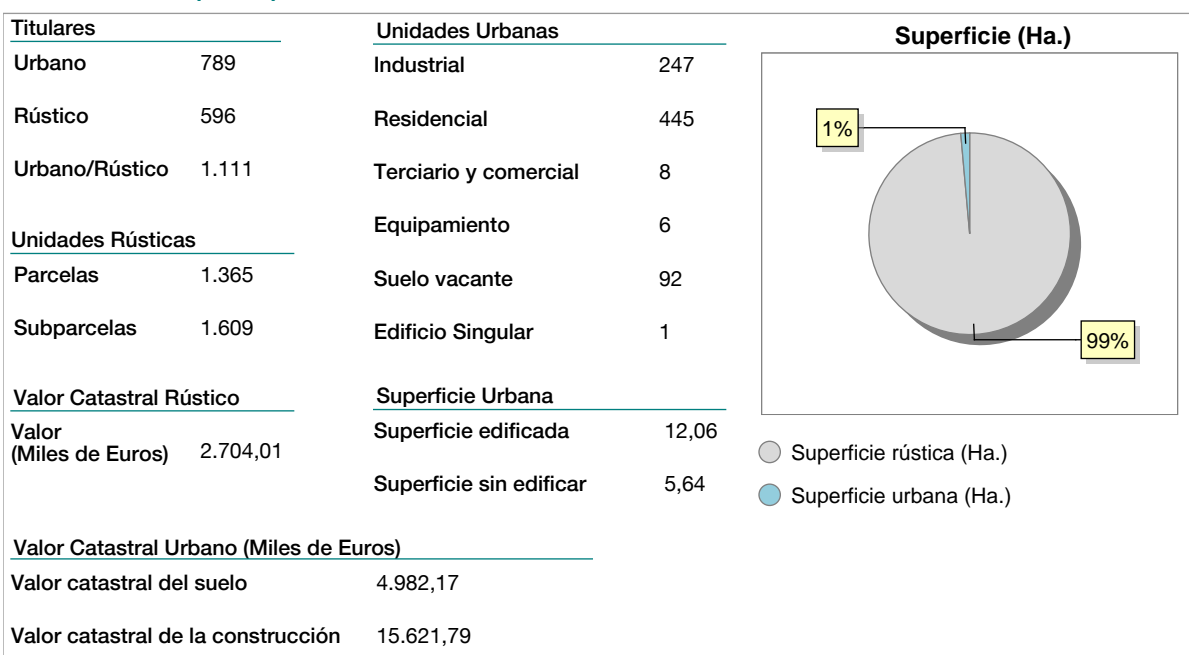 Titulares
Urbano 789
Rústico 596
Urbano/Rústico 1.111
Unidades Rústicas
Parcelas 1.365
Subparcelas 1.609
Valor Catastral Rústico
Valor
(Miles de Euros) 2.704,01
Unidades Urbanas
Industrial 247
Residencial 445
Terciario y comercial 8
Equipamiento 6
Suelo vacante 92
Edificio Singular 1
Superficie Urbana
Superficie edificada 12,06
Superficie sin edificar 5,64
Valor Catastral Urbano (Miles de Euros)
Valor catastral del suelo 4.982,17
Valor catastral de la construcción 15.621,79
Superficie (Ha.)
1%
99%
Superficie rústica (Ha.)
Superficie urbana (Ha.)